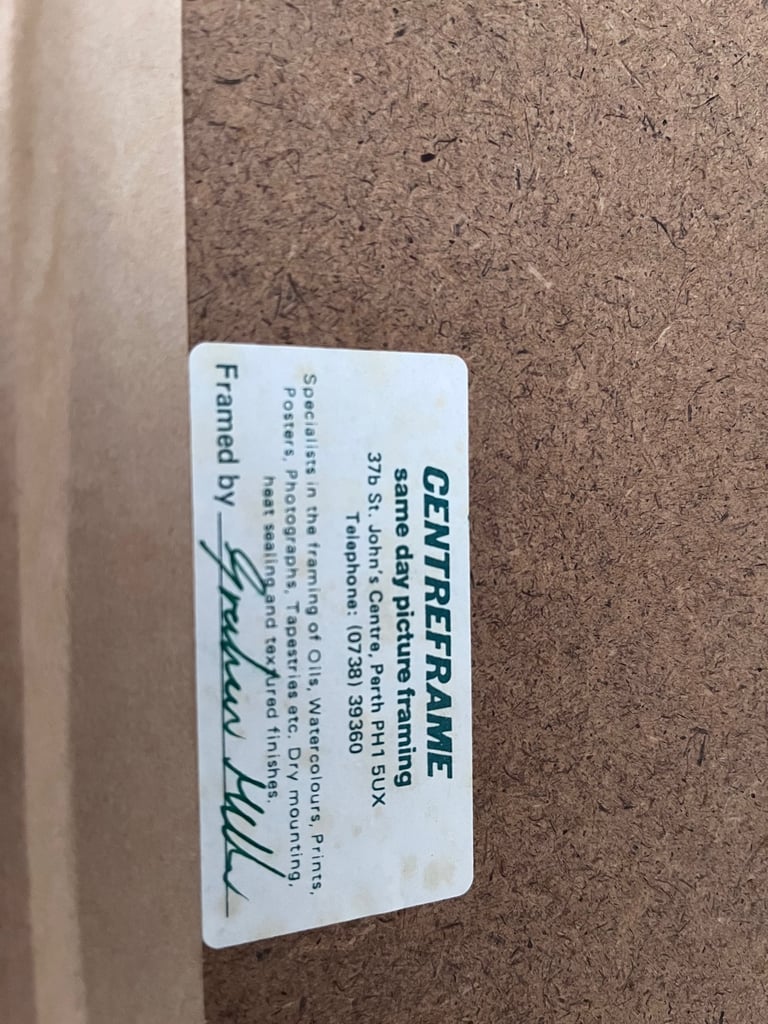 CENTREFRAME
same day picture framing
37b St. John's Centre, Perth PH1 5UX
Telephone: (0738) 39360
Specialists in the framing of Oils, Watercolours, Prints,
Posters, Photographs, Tapestries etc. Dry mounting,
heat sealing and textured finishes.
Framed by